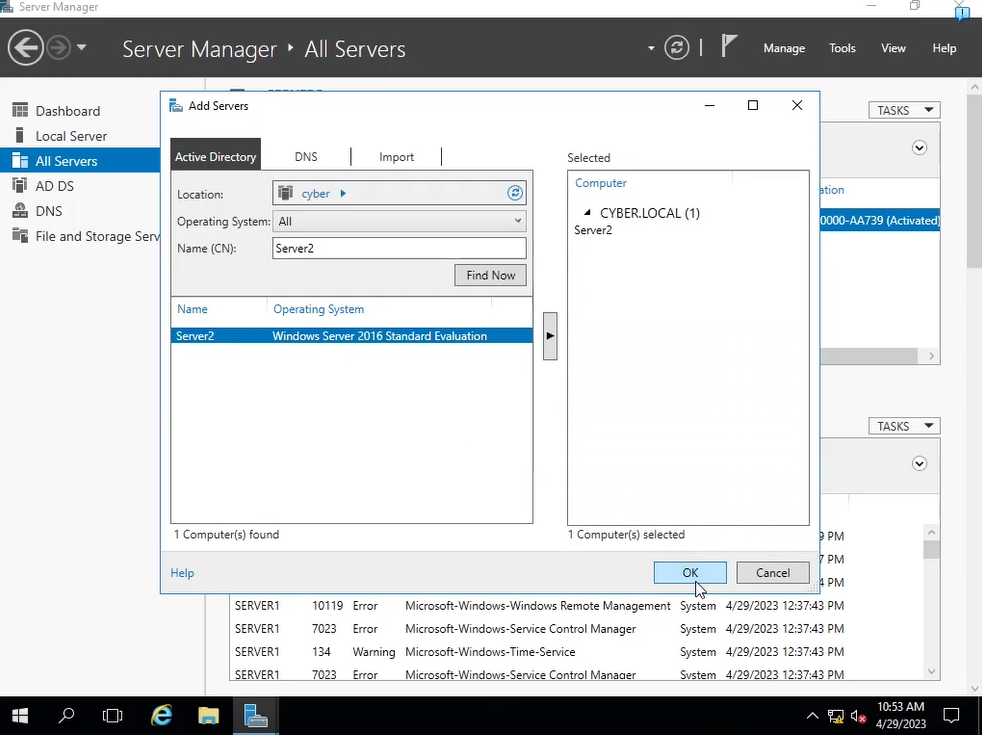 Server Manager
Server Manager ‣ All Servers
Manage Tools View Help
Dashboard
Local Server
All Servers
AD DS
DNS
File and Storage Serv
TASKS
Add Servers
Active Directory DNS Import
Location: cyber
Operating System: All
Name (CN): Server2
Find Now
Name Operating System
Server2 Windows Server 2016 Standard Evaluation
1 Computer(s) found
Selected
Computer
CYBER.LOCAL (1)
Server2
1 Computer(s) selected
Help OK Cancel
ation
0000-AA739 (Activated)
TASKS
9 PM
7 PM
4 PM
SERVER1 10119 Error Microsoft-Windows-Windows Remote Management System 4/29/2023 12:37:43 PM
SERVER1 7023 Error Microsoft-Windows-Service Control Manager System 4/29/2023 12:37:43 PM
SERVER1 134 Warning Microsoft-Windows-Time-Service System 4/29/2023 12:37:43 PM
SERVER1 7023 Error Microsoft-Windows-Service Control Manager System 4/29/2023 12:37:43 PM
10:53 AM
4/29/2023